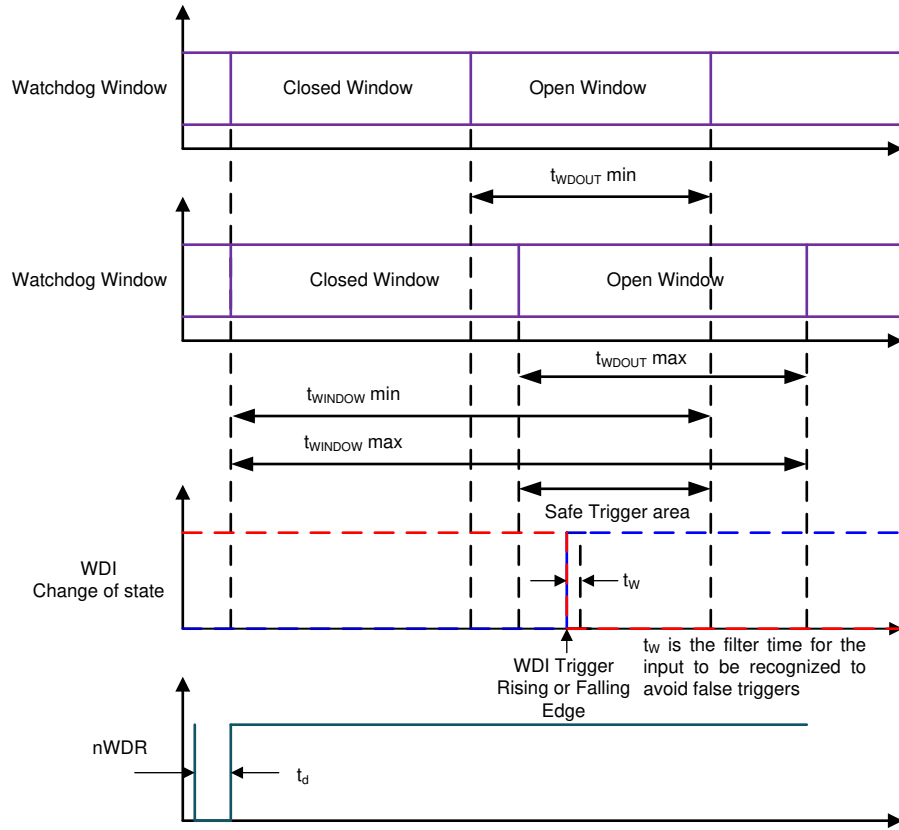 Watchdog Window
Closed Window
Open Window
tWDOUT min
Watchdog Window
Closed Window
Open Window
tWDOUT max
tWINDOW min
tWINDOW max
Safe Trigger area
WDI
Change of state
tW
WDI Trigger
Rising or Falling
Edge
tW is the filter time for the
input to be recognized to
avoid false triggers
nWDR
td